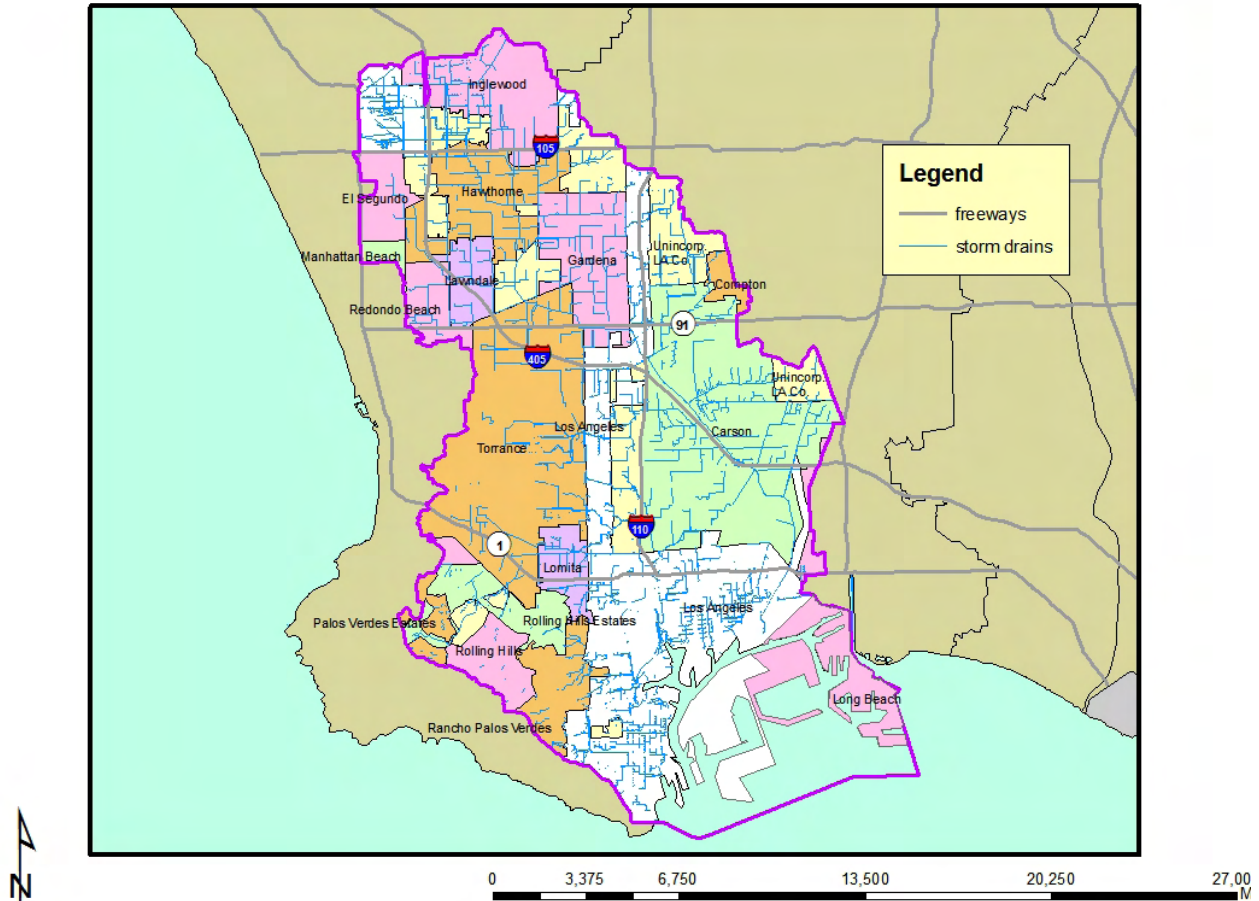 Inglewood
105
Legend
freeways
storm drains
Hawthorne
El Segundo
Unincorp.
LA Co.
Manhattan Beach
Gardena
Lawndale
Compton
Redondo Beach
91
405
Unincorp.
LA Co.
Los Angeles
Carson
Torrance
110
1
Lomita
Los Angeles
Palos Verdes Estates
Rolling Hills Estates
Rolling Hills
Long Beach
Rancho Palos Verdes
N
0 3,375 6,750 13,500 20,250 27,00
M